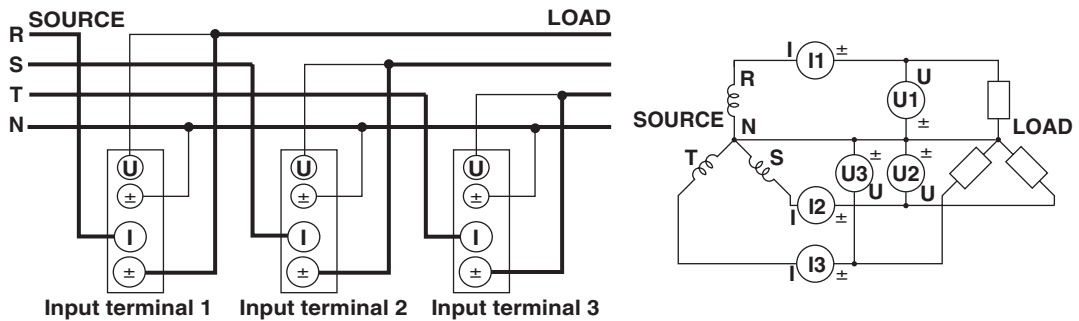 SOURCE LOAD
R
S
T
N
U U U
± ± ±
I I I
± ± ±
Input terminal 1 Input terminal 2 Input terminal 3
I I1 ±
R U
U1
±
SOURCE N LOAD
T S ± ±
U3 U2
U U
I I2 ±
I I3 ±